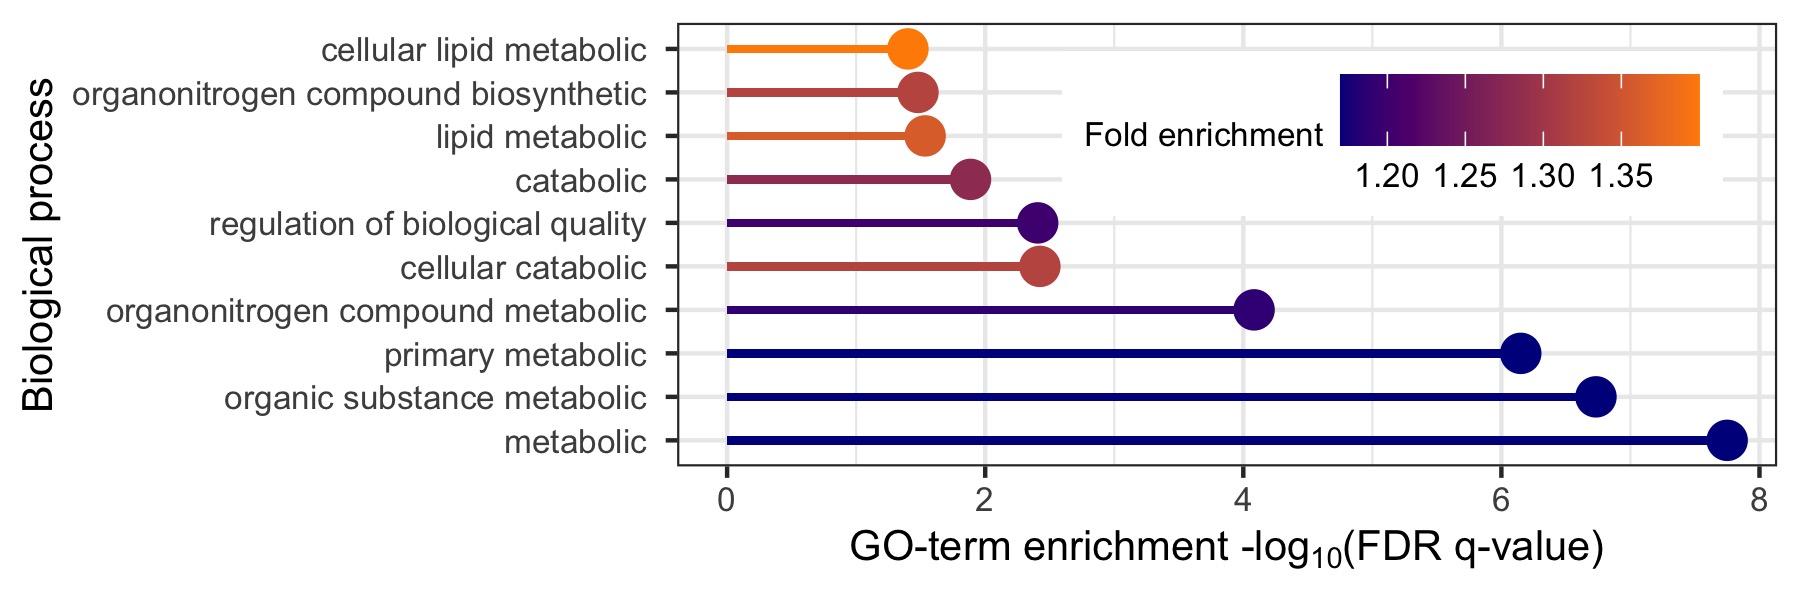 Biological process
cellular lipid metabolic
organonitrogen compound biosynthetic
lipid metabolic
catabolic
regulation of biological quality
cellular catabolic
organonitrogen compound metabolic
primary metabolic
organic substance metabolic
metabolic
Fold enrichment
1.20 1.25 1.30 1.35
0 2 4 6 8
GO-term enrichment -log₁₀(FDR q-value)